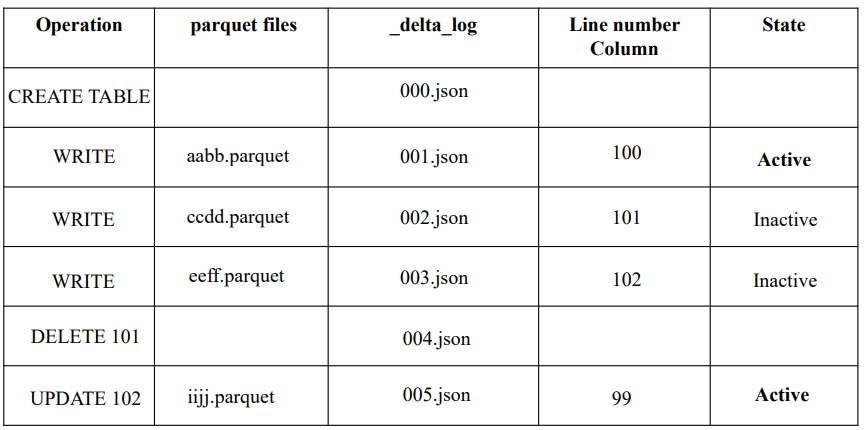 Operation parquet files _delta_log Line number Column State
CREATE TABLE 000.json
WRITE aabb.parquet 001.json 100 Active
WRITE ccdd.parquet 002.json 101 Inactive
WRITE eeff.parquet 003.json 102 Inactive
DELETE 101 004.json
UPDATE 102 iijj.parquet 005.json 99 Active